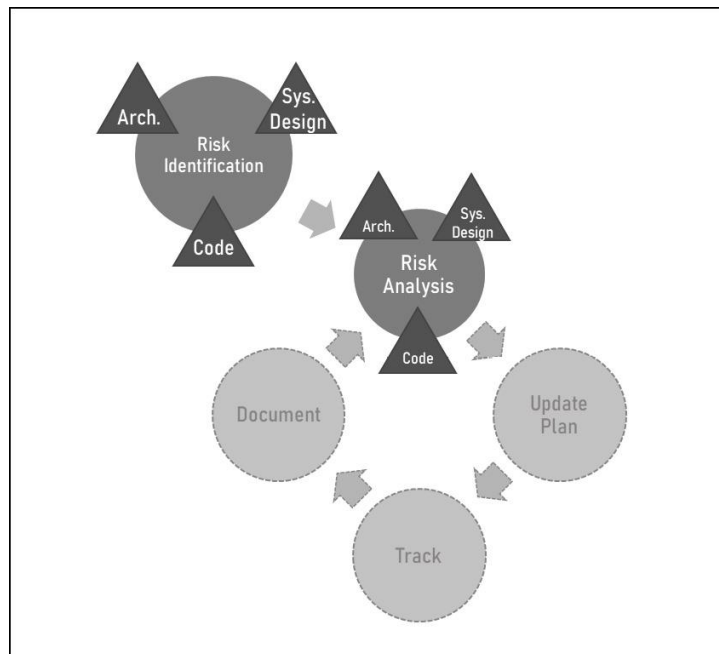 Arch.
Sys.
Design
Risk
Identification
Code
Arch.
Sys.
Design
Risk
Analysis
Code
Document
Update
Plan
Track